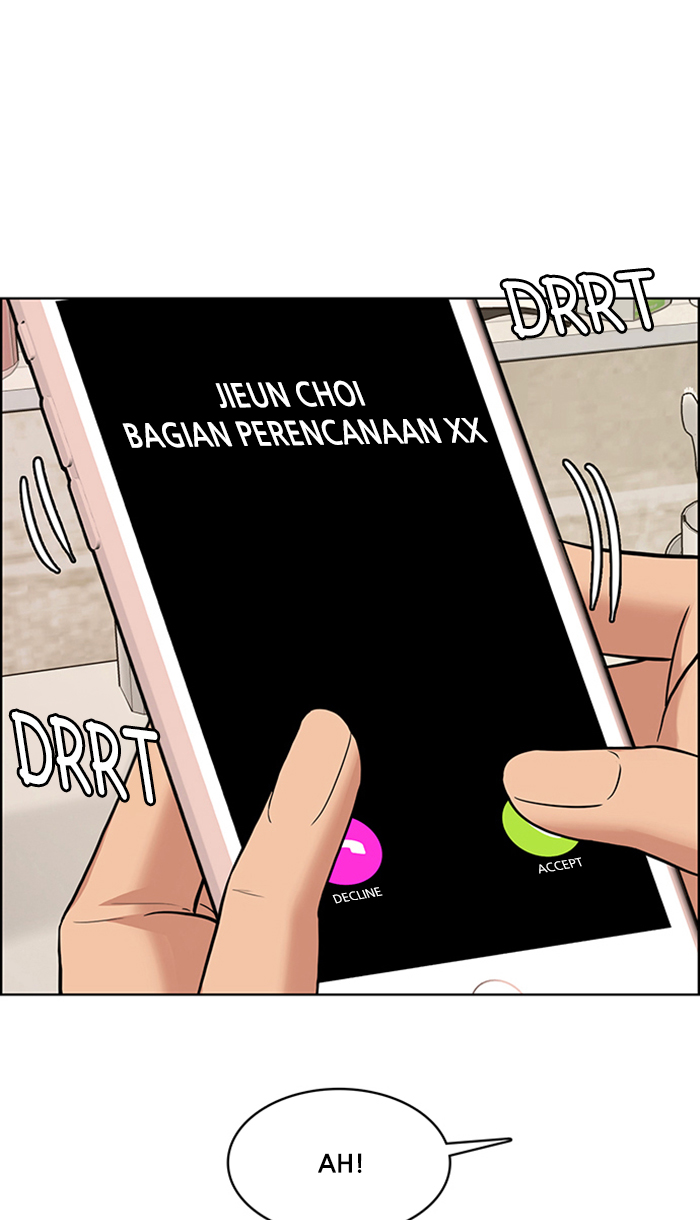 DRRT
JIEUN CHOI
BAGIAN PERENCANAAN XX
DRRT
DECLINE
ACCEPT
AH!